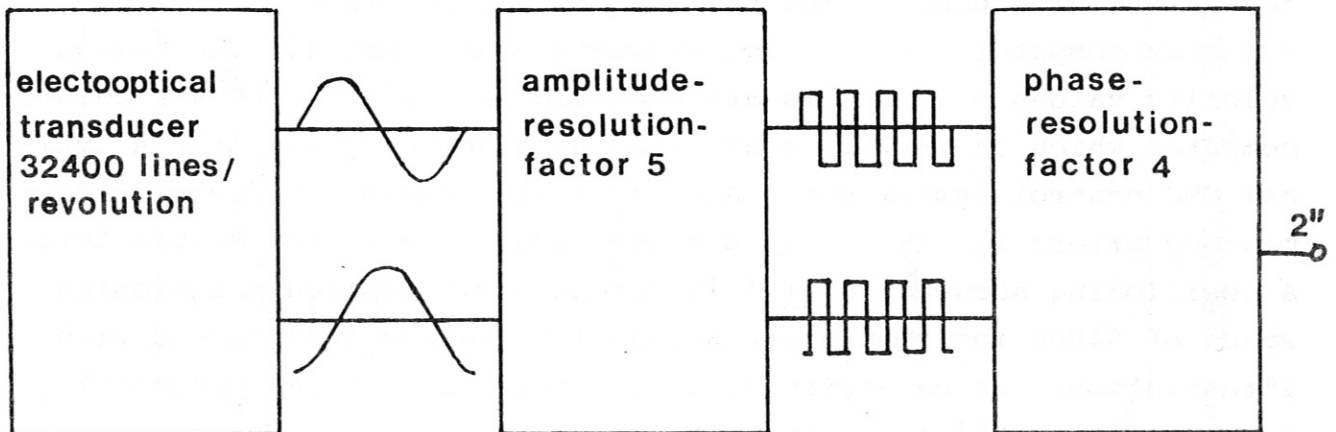 electooptical
transducer
32400 lines/
revolution
amplitude-
resolution-
factor 5
phase-
resolution-
factor 4
2"